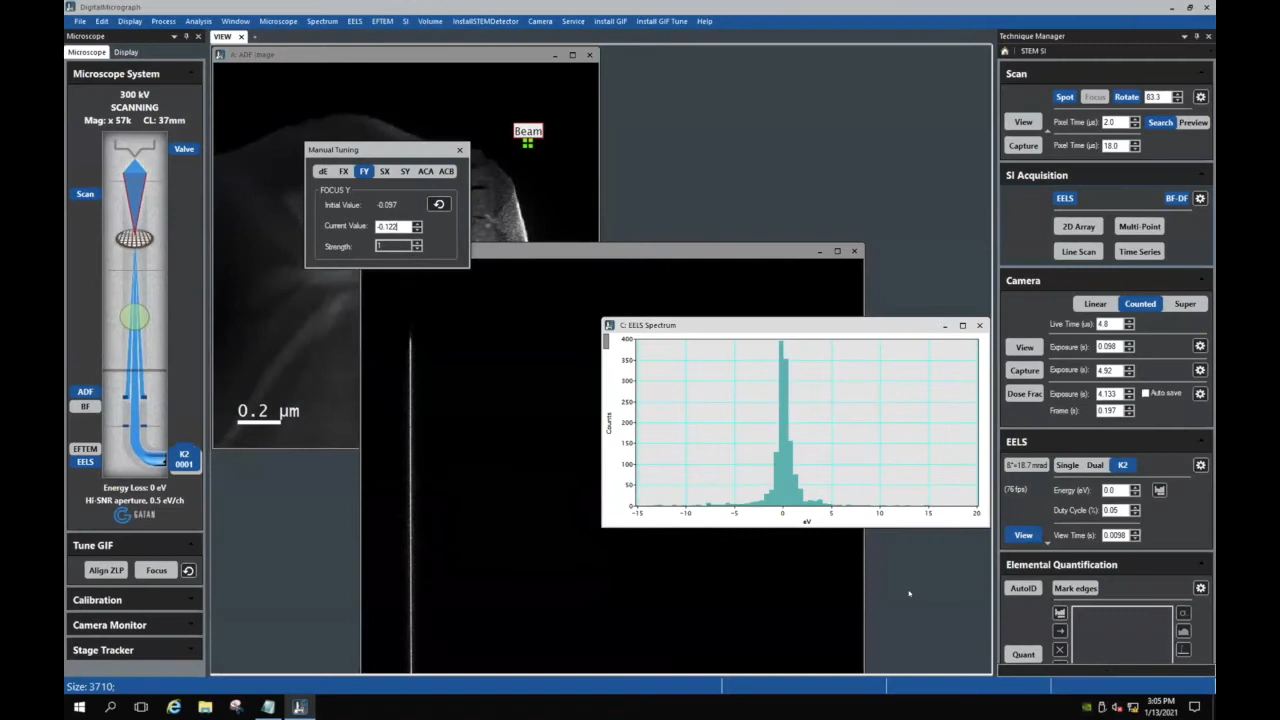 DigitalMicrograph
File Edit Display Process Analysis Window Microscope Spectrum EELS EFTEM SI Volume InstallSTEMDetector Camera Service Install GIF Install GIF Tune Help
Microscope
Microscope Display
Microscope System
300 kV
SCANNING
Mag: x 57k CL: 37mm
Valve
Scan
ADF
BF
EFTEM
EELS
K2
0001
Energy Loss: 0 eV
Hi-SNR aperture, 0.5 eV/ch
GATAN
Tune GIF
Align ZLP Focus
Calibration
Camera Monitor
Stage Tracker
VIEW
A: ADF Image
Beam
0.2 µm
Manual Tuning
dE FX FY SX SY ACA ACB
FOCUS Y
Initial Value: -0.097
Current Value: -0.122
Strength: 1
C: EELS Spectrum
400
350
300
250
200
150
100
50
0
Counts
-15 -10 -5 0 5 10 15 20
eV
Technique Manager
STEM SI
Scan
Spot Focus Rotate 83.3
View Pixel Time (µs): 2.0 Search Preview
Capture Pixel Time (µs): 18.0
SI Acquisition
EELS BF-DF
2D Array Multi-Point
Line Scan Time Series
Camera
Linear Counted Super
Live Time (µs): 4.8
View Exposure (s): 0.098
Capture Exposure (s): 4.92
Dose Frac Exposure (s): 4.133 Auto save
Frame (s): 0.197
EELS
8"=18.7 mrad Single Dual K2
(76 fps) Energy (eV): 0.0
Duty Cycle (%): 0.05
View View Time (s): 0.0098
Elemental Quantification
AutoID Mark edges
Quant
Size: 3710;
3:05 PM
1/13/2021